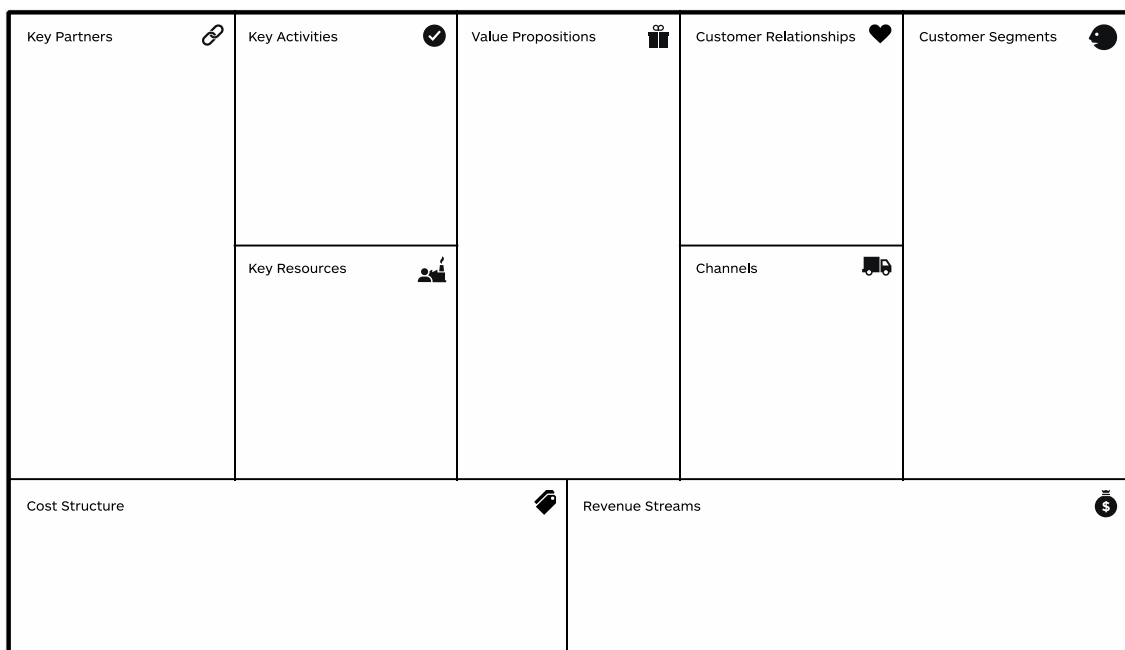 Key Partners
Key Activities
Value Propositions
Customer Relationships
Customer Segments
Key Resources
Channels
Cost Structure
Revenue Streams
$